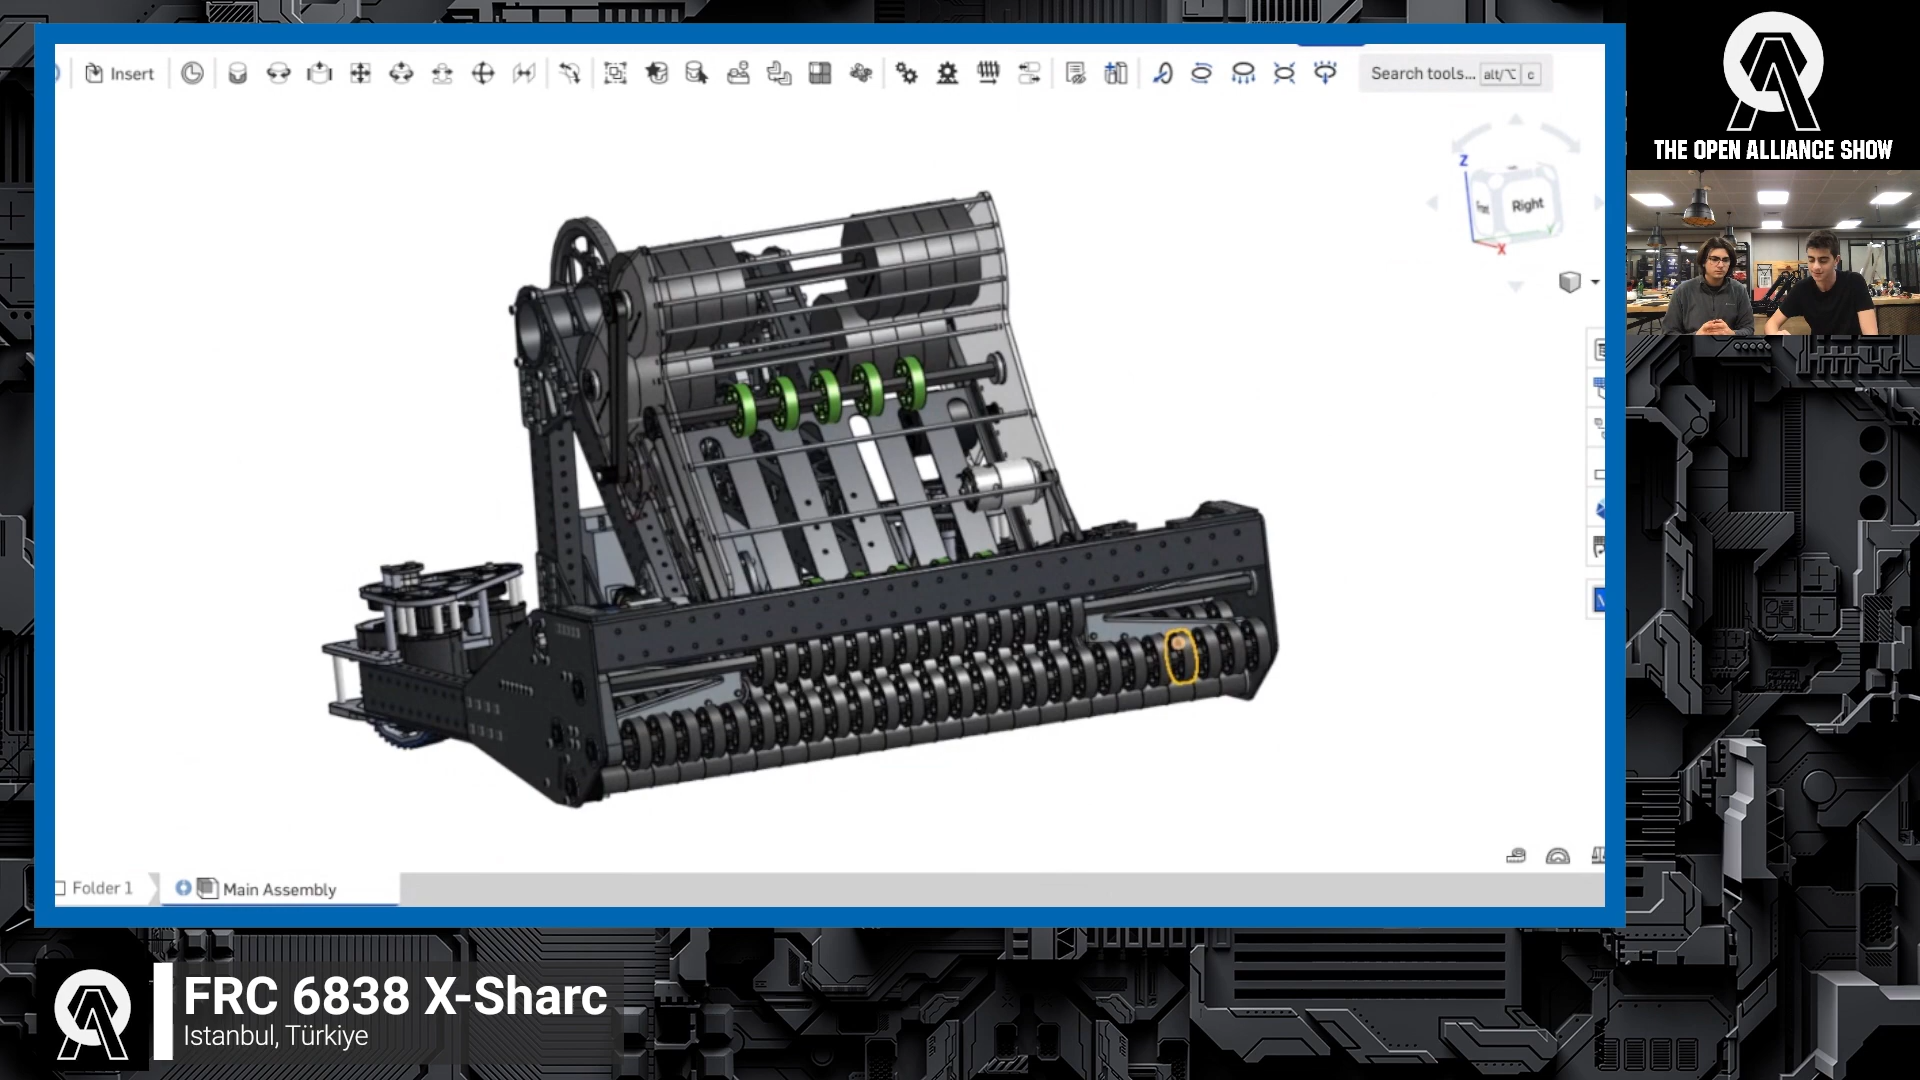 Insert
Search tools... alt/⌥ c
THE OPEN ALLIANCE SHOW
Z
Right
X
Folder 1
Main Assembly
FRC 6838 X-Sharc
Istanbul, Türkiye